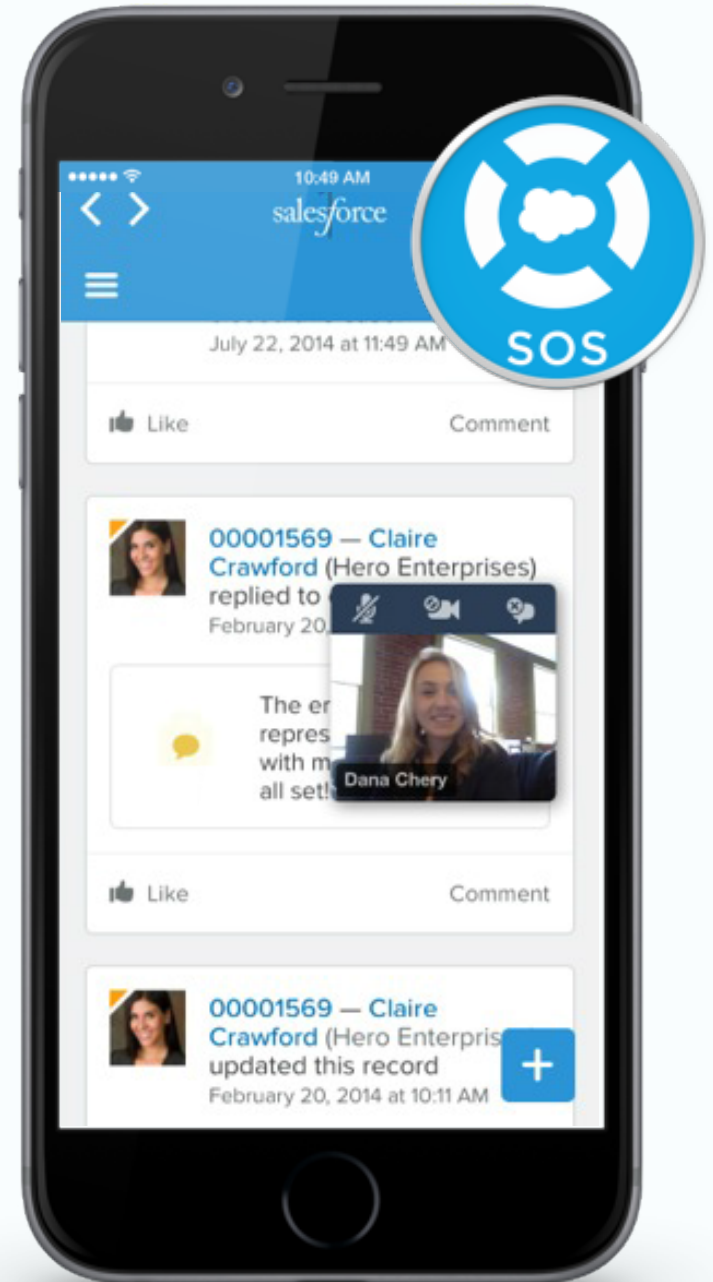 10:49 AM
salesforce
SOS
July 22, 2014 at 11:49 AM
Like Comment
00001569 — Claire
Crawford (Hero Enterprises)
replied to
February 20,
The
with
all set!
Dana Chery
Like Comment
00001569 — Claire
Crawford (Hero
updated this record
February 20, 2014 at 10:11 AM